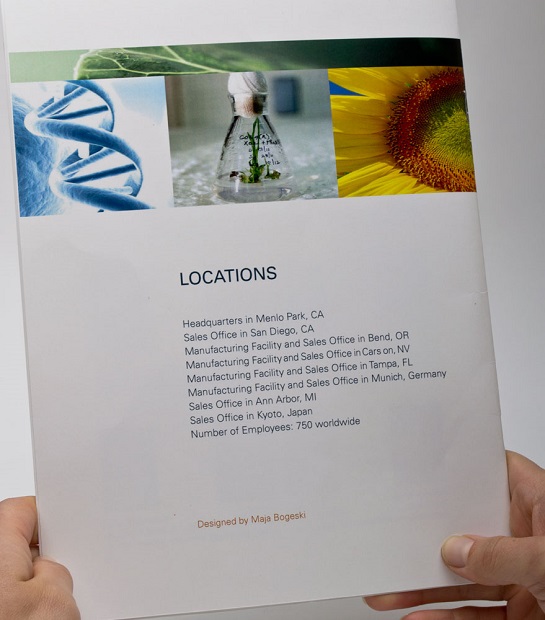 LOCATIONS
Headquarters in Menlo Park, CA
Sales Office in San Diego, CA
Manufacturing Facility and Sales Office in Bend, OR
Manufacturing Facility and Sales Office in Carson, NV
Manufacturing Facility and Sales Office in Tampa, FL
Manufacturing Facility and Sales Office in Munich, Germany
Sales Office in Ann Arbor, MI
Sales Office in Kyoto, Japan
Number of Employees: 750 worldwide
Designed by Maja Bogeski